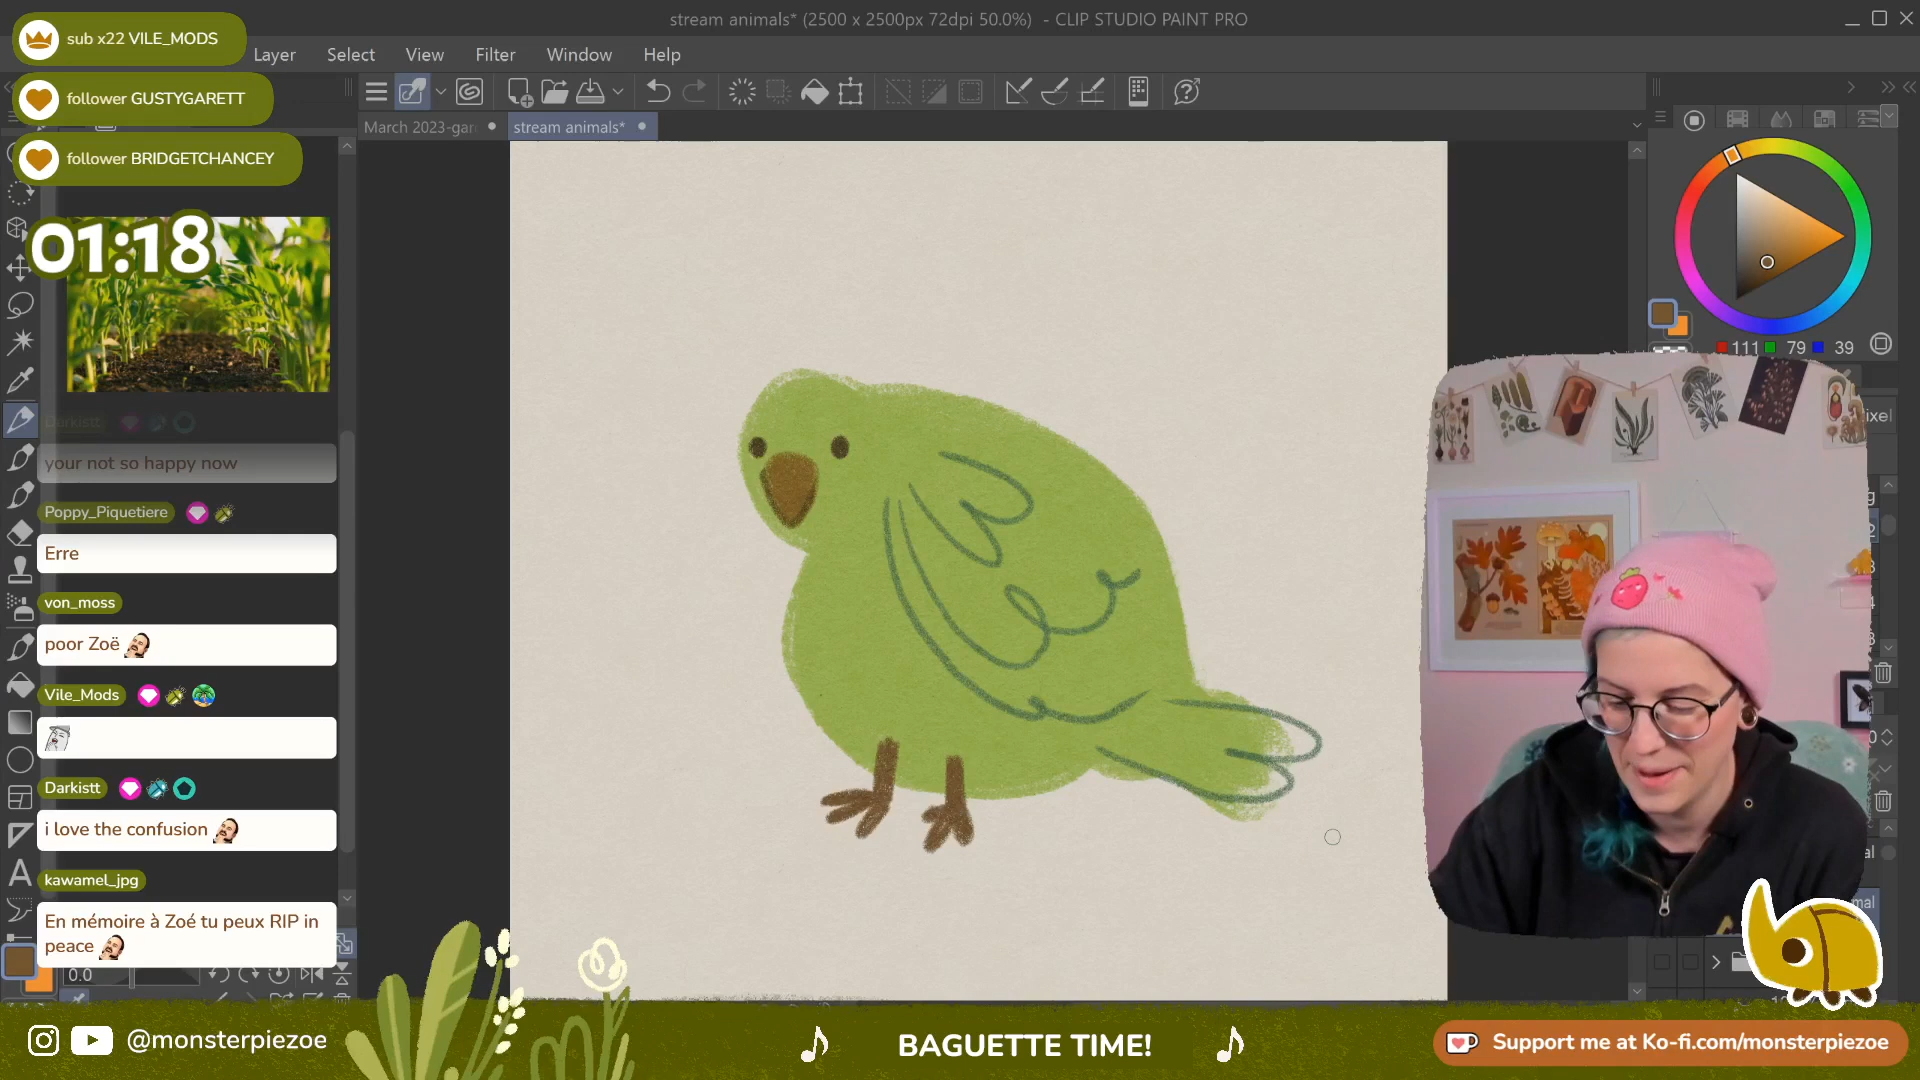 stream animals* (2500 x 2500px 72dpi 50.0%) - CLIP STUDIO PAINT PRO
sub x22 VILE_MODS
Layer Select View Filter Window Help
follower GUSTYGARETT
March 2023-gar
stream animals*
follower BRIDGETCHANCEY
01:18
111 79 39
Darkistt
your not so happy now
Poppy_Piquetiere
Erre
von_moss
poor Zoë
Vile_Mods
Darkistt
i love the confusion
kawamel_jpg
En mémoire à Zoé tu peux RIP in
peace
0.0
@monsterpiezoe
BAGUETTE TIME!
Support me at Ko-fi.com/monsterpiezoe